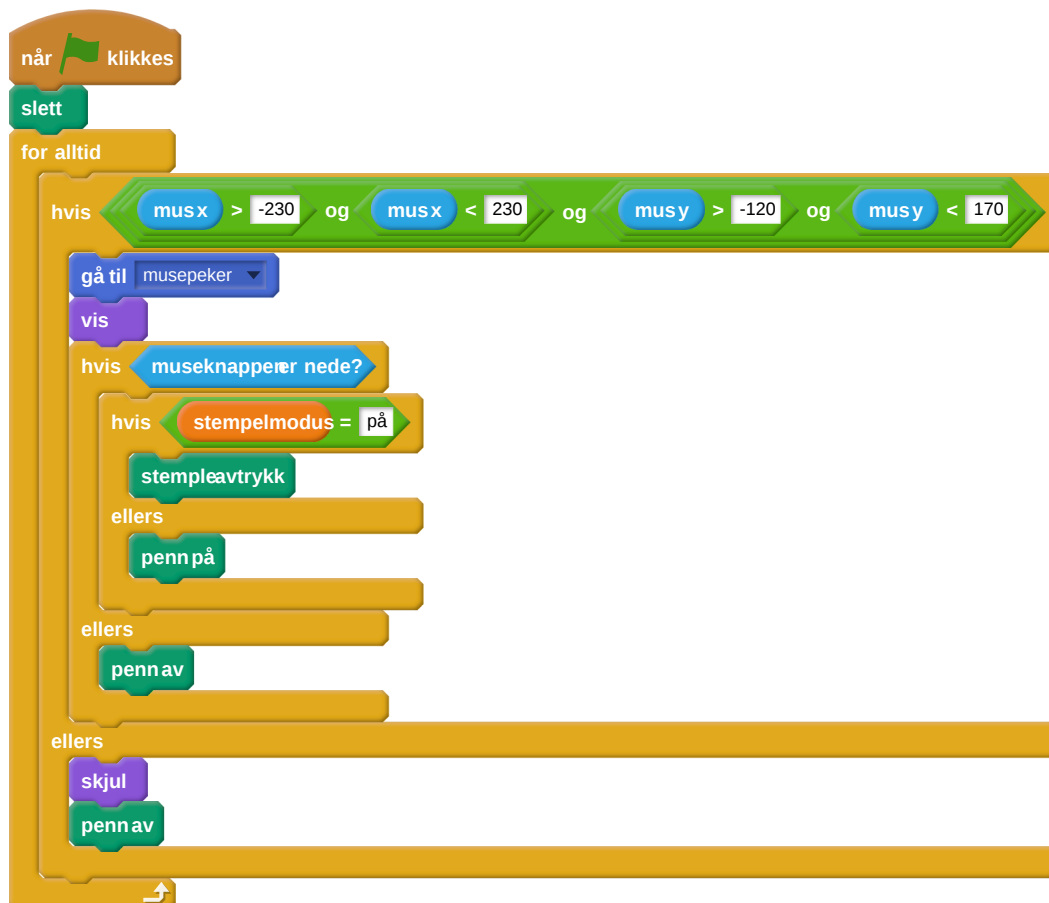 når klikkes
slett
for alltid
hvis mus x > -230 og mus x < 230 og mus y > -120 og mus y < 170
gå til musepeker
vis
hvis museknappen er nede?
hvis stempelmodus = på
stemple avtrykk
ellers
penn på
ellers
penn av
ellers
skjul
penn av